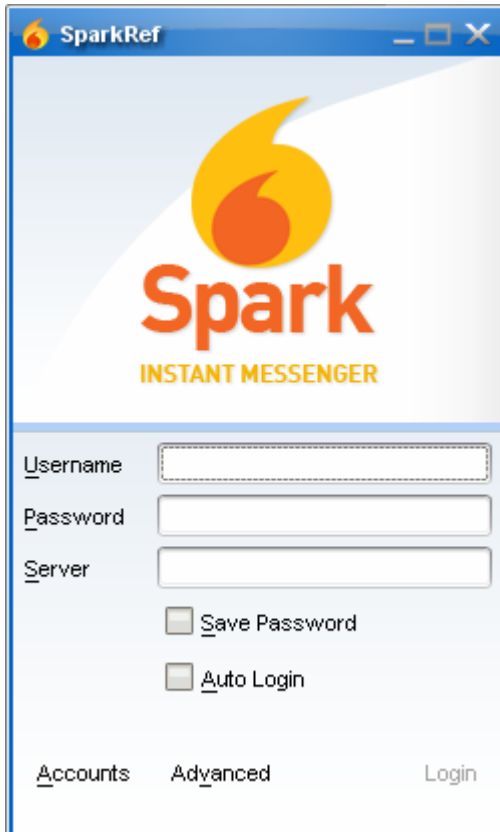 SparkRef
Spark
INSTANT MESSENGER
Username
Password
Server
Save Password
Auto Login
Accounts Advanced Login